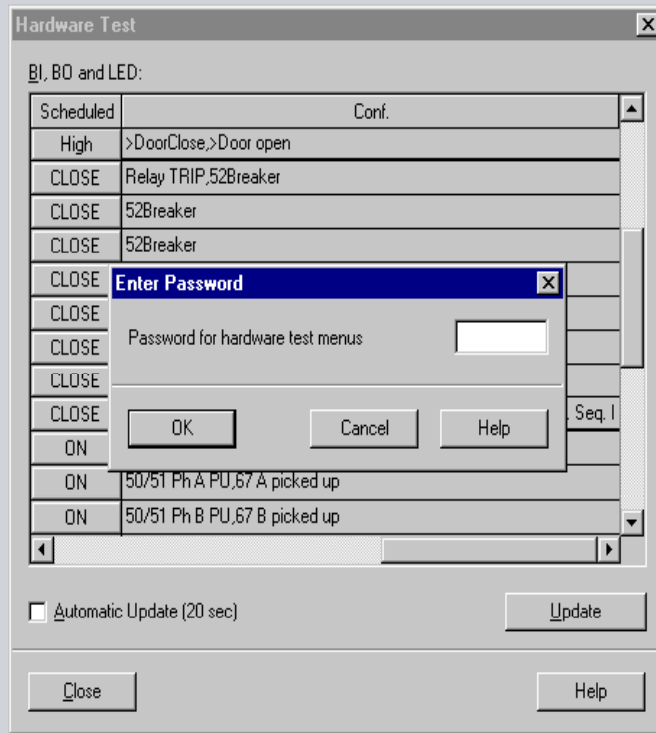 Hardware Test
BI, BO and LED:
Scheduled Conf.
High >DoorClose,>Door open
CLOSE Relay TRIP,52Breaker
CLOSE 52Breaker
CLOSE 52Breaker
CLOSE
CLOSE
CLOSE
CLOSE
CLOSE . Seq. I
ON
ON 50/51 Ph A PU,67 A picked up
ON 50/51 Ph B PU,67 B picked up
Enter Password
Password for hardware test menus
OK Cancel Help
Automatic Update (20 sec) Update
Close Help